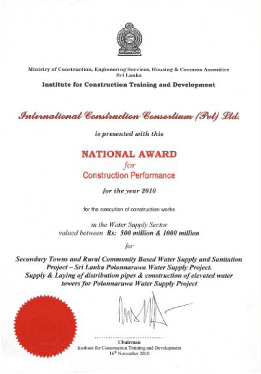 Ministry of Construction, Engineering Services, Housing & Common Amenities
Sri Lanka
Institute for Construction Training and Development
International Construction Consortium (Pvt) Ltd.
is presented with this
NATIONAL AWARD
for
Construction Performance
for the year 2010
for the execution of construction works
in the Water Supply Sector
valued between Rs: 500 million & 1000 million
for
Secondary Towns and Rural Community Based Water Supply and Sanitation
Project – Sri Lanka Polonnaruwa Water Supply Project.
Supply & Laying of distribution pipes & construction of elevated water
towers for Polonnaruwa Water Supply Project
Chairman
Institute for Construction Training and Development
16th November 2010